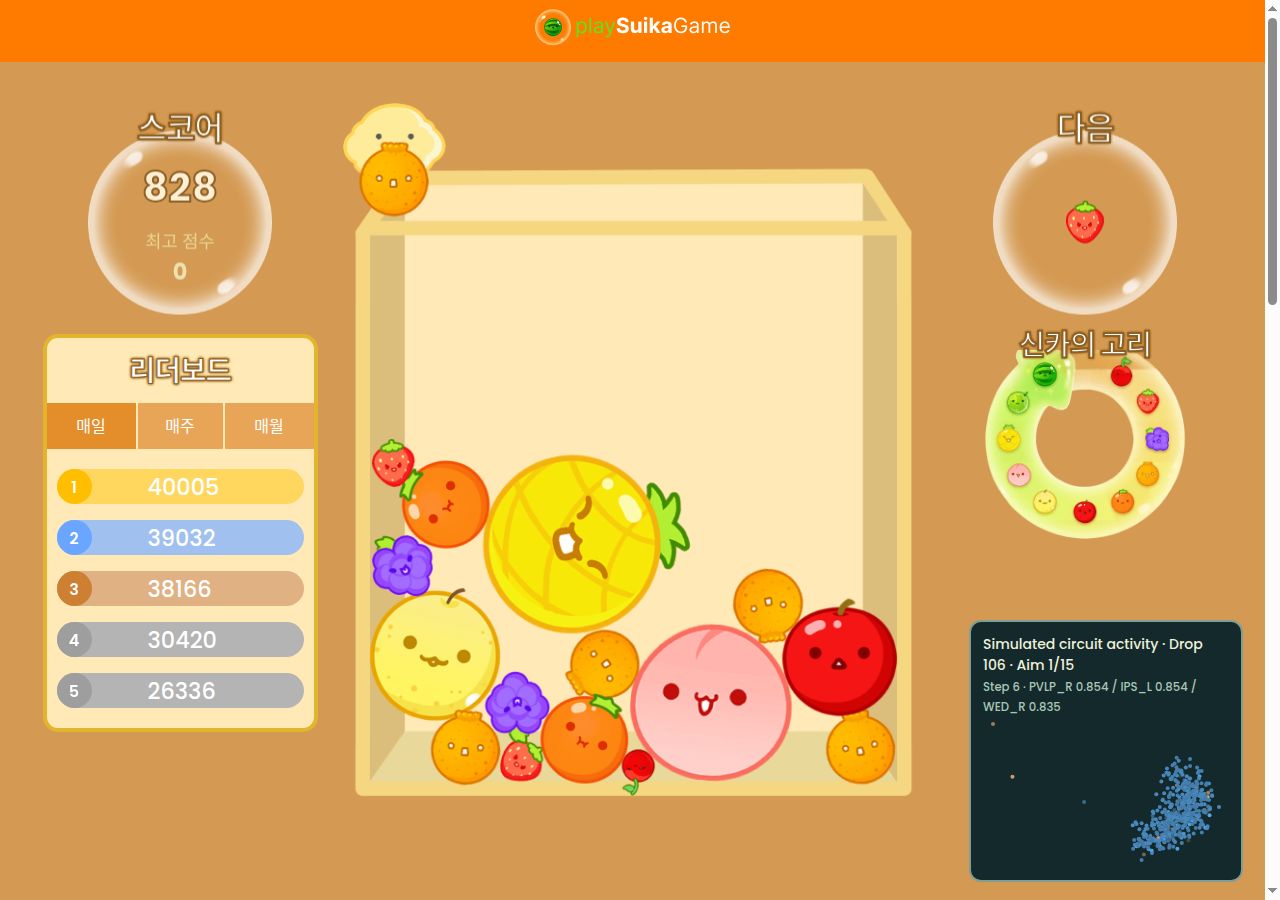 playSuikaGame
스코어
828
최고 점수
0
다음
신카의 고리
리더보드
매일 매주 매월
1 40005
2 39032
3 38166
4 30420
5 26336
Simulated circuit activity · Drop
106 · Aim 1/15
Step 6 · PVLP_R 0.854 / IPS_L 0.854 /
WED_R 0.835